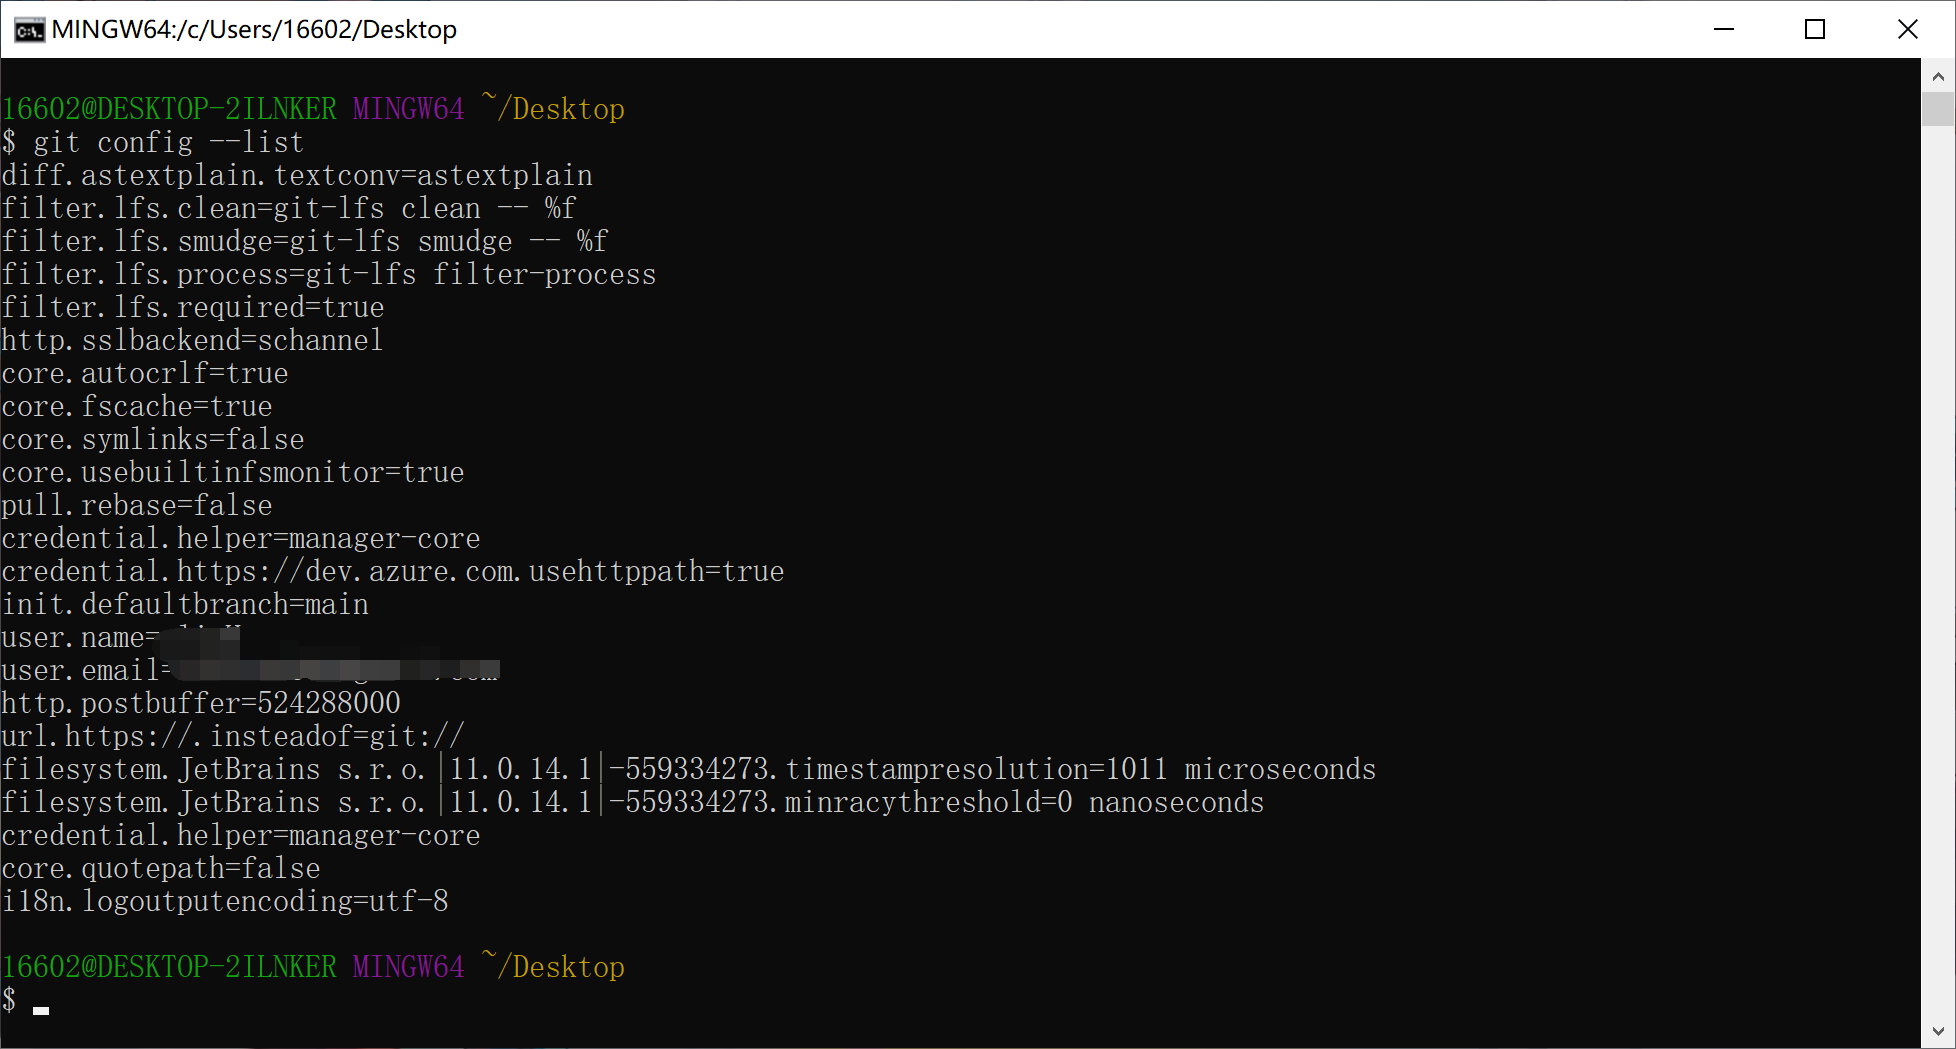 MINGW64:/c/Users/16602/Desktop
16602@DESKTOP-2ILNKER MINGW64 ~/Desktop
$ git config --list
diff.astextplain.textconv=astextplain
filter.lfs.clean=git-lfs clean -- %f
filter.lfs.smudge=git-lfs smudge -- %f
filter.lfs.process=git-lfs filter-process
filter.lfs.required=true
http.sslbackend=schannel
core.autocrlf=true
core.fscache=true
core.symlinks=false
core.usebuiltinfsmonitor=true
pull.rebase=false
credential.helper=manager-core
credential.https://dev.azure.com.usehttppath=true
init.defaultbranch=main
user.name=
user.email=
http.postbuffer=524288000
url.https://.insteadof=git://
filesystem.JetBrains s.r.o.|11.0.14.1|-559334273.timestampresolution=1011 microseconds
filesystem.JetBrains s.r.o.|11.0.14.1|-559334273.minracythreshold=0 nanoseconds
credential.helper=manager-core
core.quotepath=false
i18n.logoutputencoding=utf-8
16602@DESKTOP-2ILNKER MINGW64 ~/Desktop
$